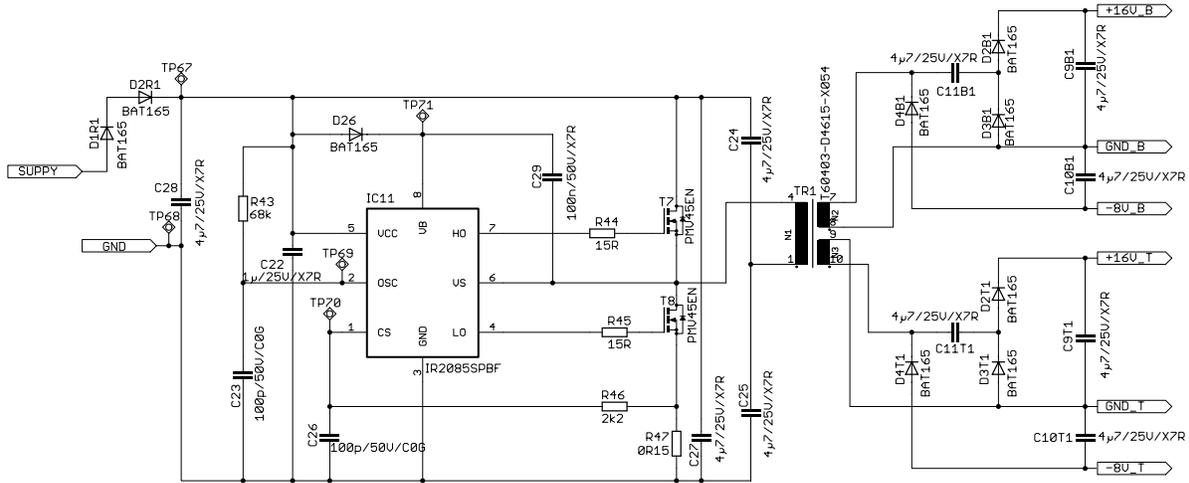 SUPPY
GND
D1R1
BAT165
D2R1
BAT165
TP67
C28
4µ7/25V/X7R
TP68
R43
68k
C22
1µ/25V/X7R
C23
100p/50V/C0G
D26
BAT165
TP71
TP69
TP70
IC11
5
VCC
8
VB
HO
7
2
OSC
VS
6
1
CS
LO
4
GND
3
IR2085SPBF
C26
100p/50V/C0G
C29
100n/50V/X7R
R44
15R
R45
15R
R46
2k2
R47
0R15
T7
PMV45EN
T8
PMV45EN
C27
4µ7/25V/X7R
C24
4µ7/25V/X7R
C25
4µ7/25V/X7R
TR1
T60403-D4615-X054
4
1
N1
7
N2
8
9
N3
10
D4B1
BAT165
4µ7/25V/X7R
C11B1
D2B1
BAT165
D3B1
BAT165
C9B1
4µ7/25V/X7R
C10B1
4µ7/25V/X7R
+16V_B
GND_B
-8V_B
D4T1
BAT165
4µ7/25V/X7R
C11T1
D2T1
BAT165
D3T1
BAT165
C9T1
4µ7/25V/X7R
C10T1
4µ7/25V/X7R
+16V_T
GND_T
-8V_T